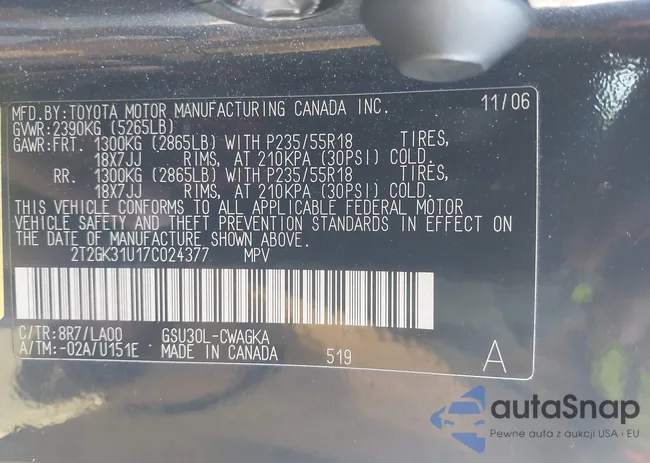 MFD.BY:TOYOTA MOTOR MANUFACTURING CANADA INC. 11/06
GVWR:2390KG (5265LB)
GAWR:FRT. 1300KG (2865LB) WITH P235/55R18 TIRES,
18X7JJ RIMS, AT 210KPA (30PSI) COLD.
RR. 1300KG (2865LB) WITH P235/55R18 TIRES,
18X7JJ RIMS, AT 210KPA (30PSI) COLD.
THIS VEHICLE CONFORMS TO ALL APPLICABLE FEDERAL MOTOR
VEHICLE SAFETY AND THEFT PREVENTION STANDARDS IN EFFECT ON
THE DATE OF MANUFACTURE SHOWN ABOVE.
2T2GK31U17C024377 MPV
C/TR:8R7/LA00 GSU30L-CWAGKA
A/TM:-02A/U151E MADE IN CANADA 519 A
autaSnap
Pewne auta z aukcji USA i EU